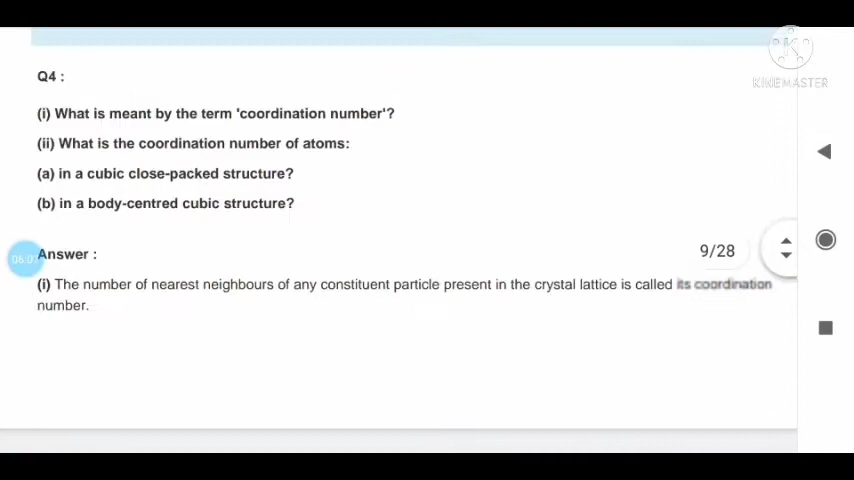 KINEMASTER
Q4 :
(i) What is meant by the term 'coordination number'?
(ii) What is the coordination number of atoms:
(a) in a cubic close-packed structure?
(b) in a body-centred cubic structure?
9/28
Answer :
(i) The number of nearest neighbours of any constituent particle present in the crystal lattice is called its coordination
number.